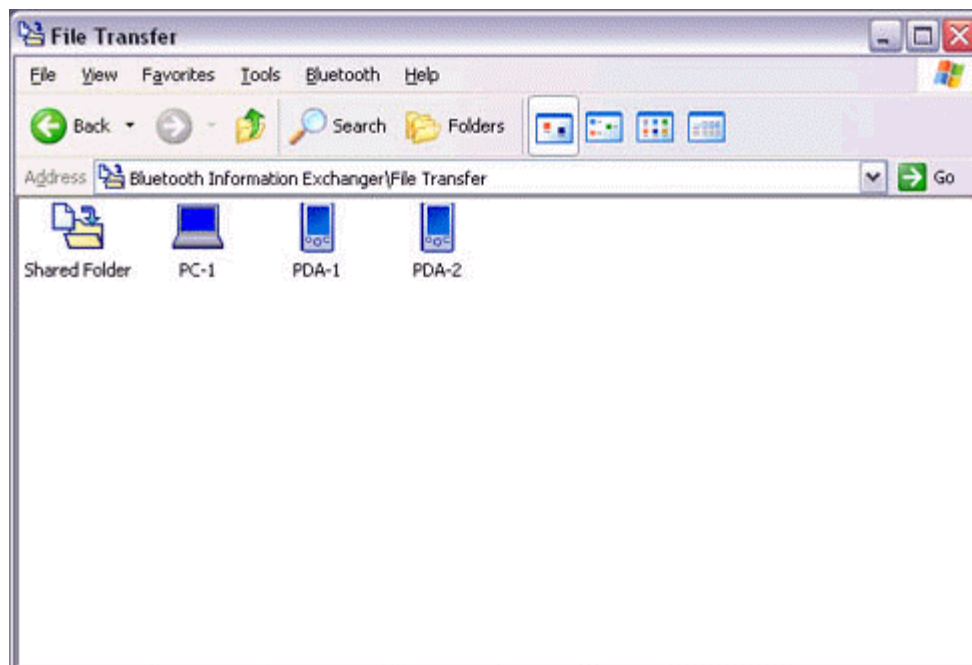 File Transfer
File View Favorites Tools Bluetooth Help
Back Search Folders
Address Bluetooth Information Exchanger\File Transfer Go
Shared Folder PC-1 PDA-1 PDA-2